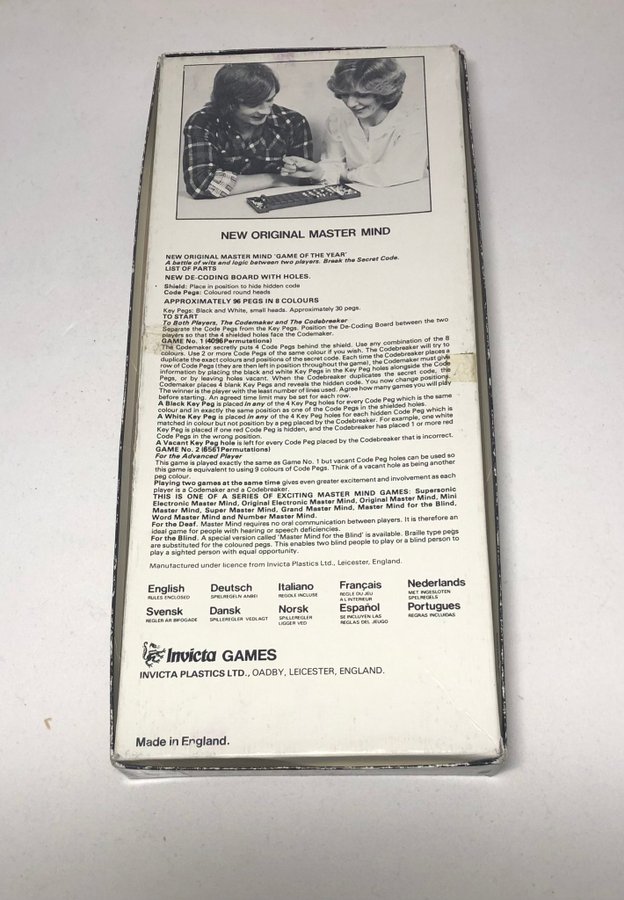 NEW ORIGINAL MASTER MIND
NEW ORIGINAL MASTER MIND 'GAME OF THE YEAR'
A battle of wits and logic between two players. Break the Secret Code.
LIST OF PARTS
NEW DE-CODING BOARD WITH HOLES.
Shield: Place in position to hide hidden code
Code Pegs: Coloured round heads
APPROXIMATELY 96 PEGS IN 8 COLOURS
Key Pegs: Black and White, small heads. Approximately 30 pegs.
TO START
To Both Players, The Codemaker and The Codebreaker
Separate the Code Pegs from the Key Pegs. Position the De-Coding Board between the two
players so that the 4 shielded holes face the Codemaker.
GAME No. 1 (4096 Permutations)
The Codemaker secretly puts 4 Code Pegs behind the shield. Use any combination of the 8
colours. Use 2 or more Code Pegs of the same colour if you wish. The Codebreaker will try to
duplicate the exact colours and positions of the secret code. Each time the Codebreaker places a
row of Code Pegs (they are then left in position throughout the game), the Codemaker must give
information by placing the black and white Key Pegs in the Key Peg holes alongside the Code
Pegs, or by leaving holes vacant. When the Codebreaker duplicates the secret code, the
Codemaker places 4 blank Key Pegs and reveals the hidden code. You now change positions.
The winner is the player with the least number of lines used. Agree how many games you will play
before starting. An agreed time limit may be set for each row.
A Black Key Peg is placed in any of the 4 Key Peg holes for every Code Peg which is the same
colour and in exactly the same position as one of the Code Pegs in the shielded holes.
A White Key Peg is placed in any of the 4 Key Peg holes for each hidden Code Peg which is
matched in colour but not position by a peg placed by the Codebreaker. For example, one white
Key Peg is placed if one red Code Peg is hidden, and the Codebreaker has placed 1 or more red
Code Pegs in the wrong position.
A Vacant Key Peg hole is left for every Code Peg placed by the Codebreaker that is incorrect.
GAME No. 2 (6561 Permutations)
For the Advanced Player
This game is played exactly the same as Game No. 1 but vacant Code Peg holes can be used so
this game is equivalent to using 9 colours of Code Pegs. Think of a vacant hole as being another
peg colour.
Playing two games at the same time gives even greater excitement and involvement as each
player is a Codemaker and a Codebreaker.
THIS IS ONE OF A SERIES OF EXCITING MASTER MIND GAMES: Supersonic
Electronic Master Mind, Original Electronic Master Mind, Original Master Mind, Mini
Master Mind, Super Master Mind, Grand Master Mind, Master Mind for the Blind,
Word Master Mind and Number Master Mind.
For the Deaf. Master Mind requires no oral communication between players. It is therefore an
ideal game for people with hearing or speech deficiencies.
For the Blind. A special version called 'Master Mind for the Blind' is available. Braille type pegs
are substituted for the coloured pegs. This enables two blind people to play or a blind person to
play a sighted person with equal opportunity.
Manufactured under licence from Invicta Plastics Ltd., Leicester, England.
English Deutsch Italiano Français Nederlands
RULES ENCLOSED SPIELREGELN ANBEI REGOLE INCLUSE REGLE DU JEU A L'INTERIEUR MET INGESLOTEN SPELREGELS
Svensk Dansk Norsk Español Portugues
REGLER ÄR BIFOGADE SPILLEREGLER VEDLAGT SPILLEREGLER LIGGER VED SE INCLUYEN LAS REGLAS DEL JEUGO REGRAS INCLUIDAS
Invicta GAMES
INVICTA PLASTICS LTD., OADBY, LEICESTER, ENGLAND.
Made in England.